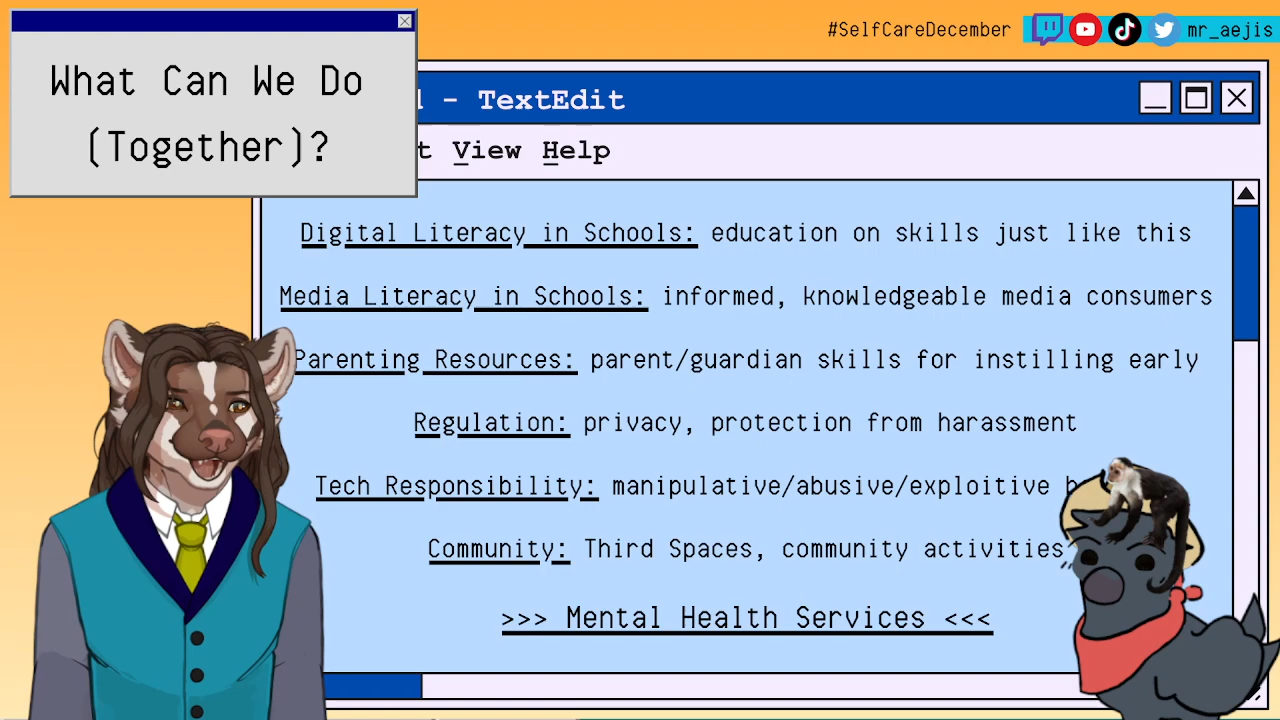 #SelfCareDecember
mr_aejis
What Can We Do
(Together)?
- TextEdit
View Help
Digital Literacy in Schools: education on skills just like this
Media Literacy in Schools: informed, knowledgeable media consumers
Parenting Resources: parent/guardian skills for instilling early
Regulation: privacy, protection from harassment
Tech Responsibility: manipulative/abusive/exploitive
Community: Third Spaces, community activities
>>> Mental Health Services <<<